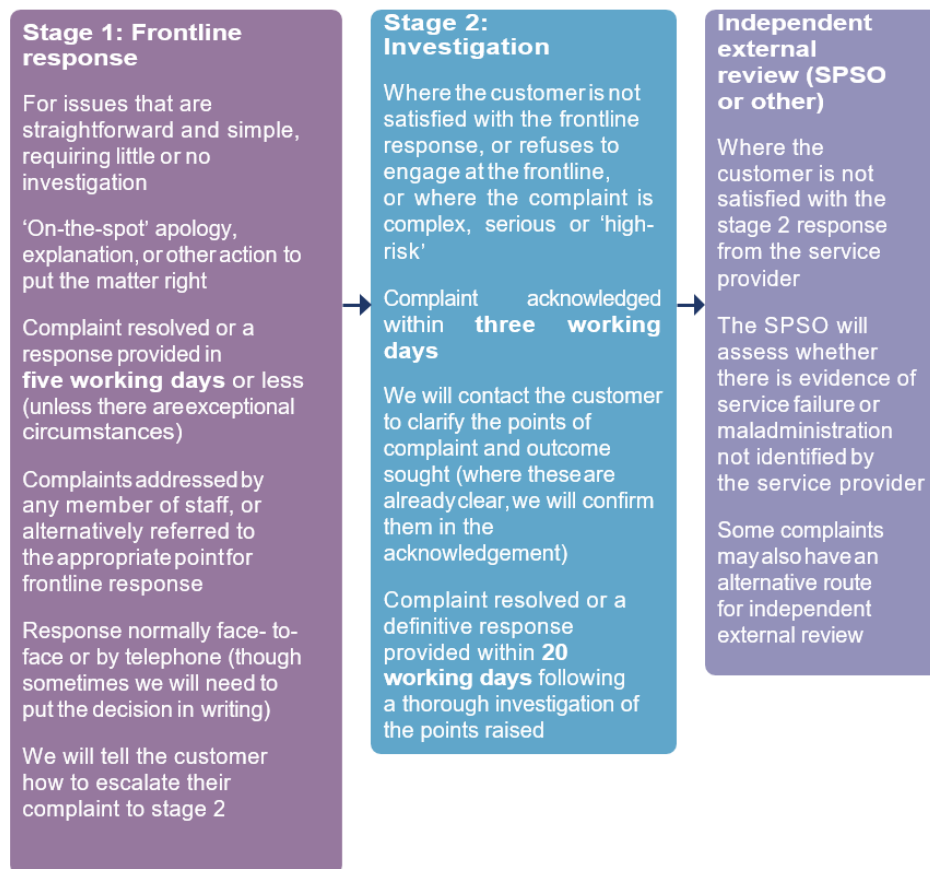 Stage 1: Frontline
response
For issues that are
straightforward and simple,
requiring little or no
investigation
‘On-the-spot’ apology,
explanation, or other action to
put the matter right
Complaint resolved or a
response provided in
five working days or less
(unless there are exceptional
circumstances)
Complaints addressed by
any member of staff, or
alternatively referred to
the appropriate point for
frontline response
Response normally face- to-
face or by telephone (though
sometimes we will need to
put the decision in writing)
We will tell the customer
how to escalate their
complaint to stage 2
Stage 2:
Investigation
Where the customer is not
satisfied with the frontline
response, or refuses to
engage at the frontline,
or where the complaint is
complex, serious or ‘high-
risk’
Complaint acknowledged
within three working
days
We will contact the customer
to clarify the points of
complaint and outcome
sought (where these are
already clear, we will confirm
them in the
acknowledgement)
Complaint resolved or a
definitive response
provided within 20
working days following
a thorough investigation of
the points raised
Independent
external
review (SPSO
or other)
Where the
customer is not
satisfied with the
stage 2 response
from the service
provider
The SPSO will
assess whether
there is evidence of
service failure or
maladministration
not identified by
the service provider
Some complaints
may also have an
alternative route
for independent
external review